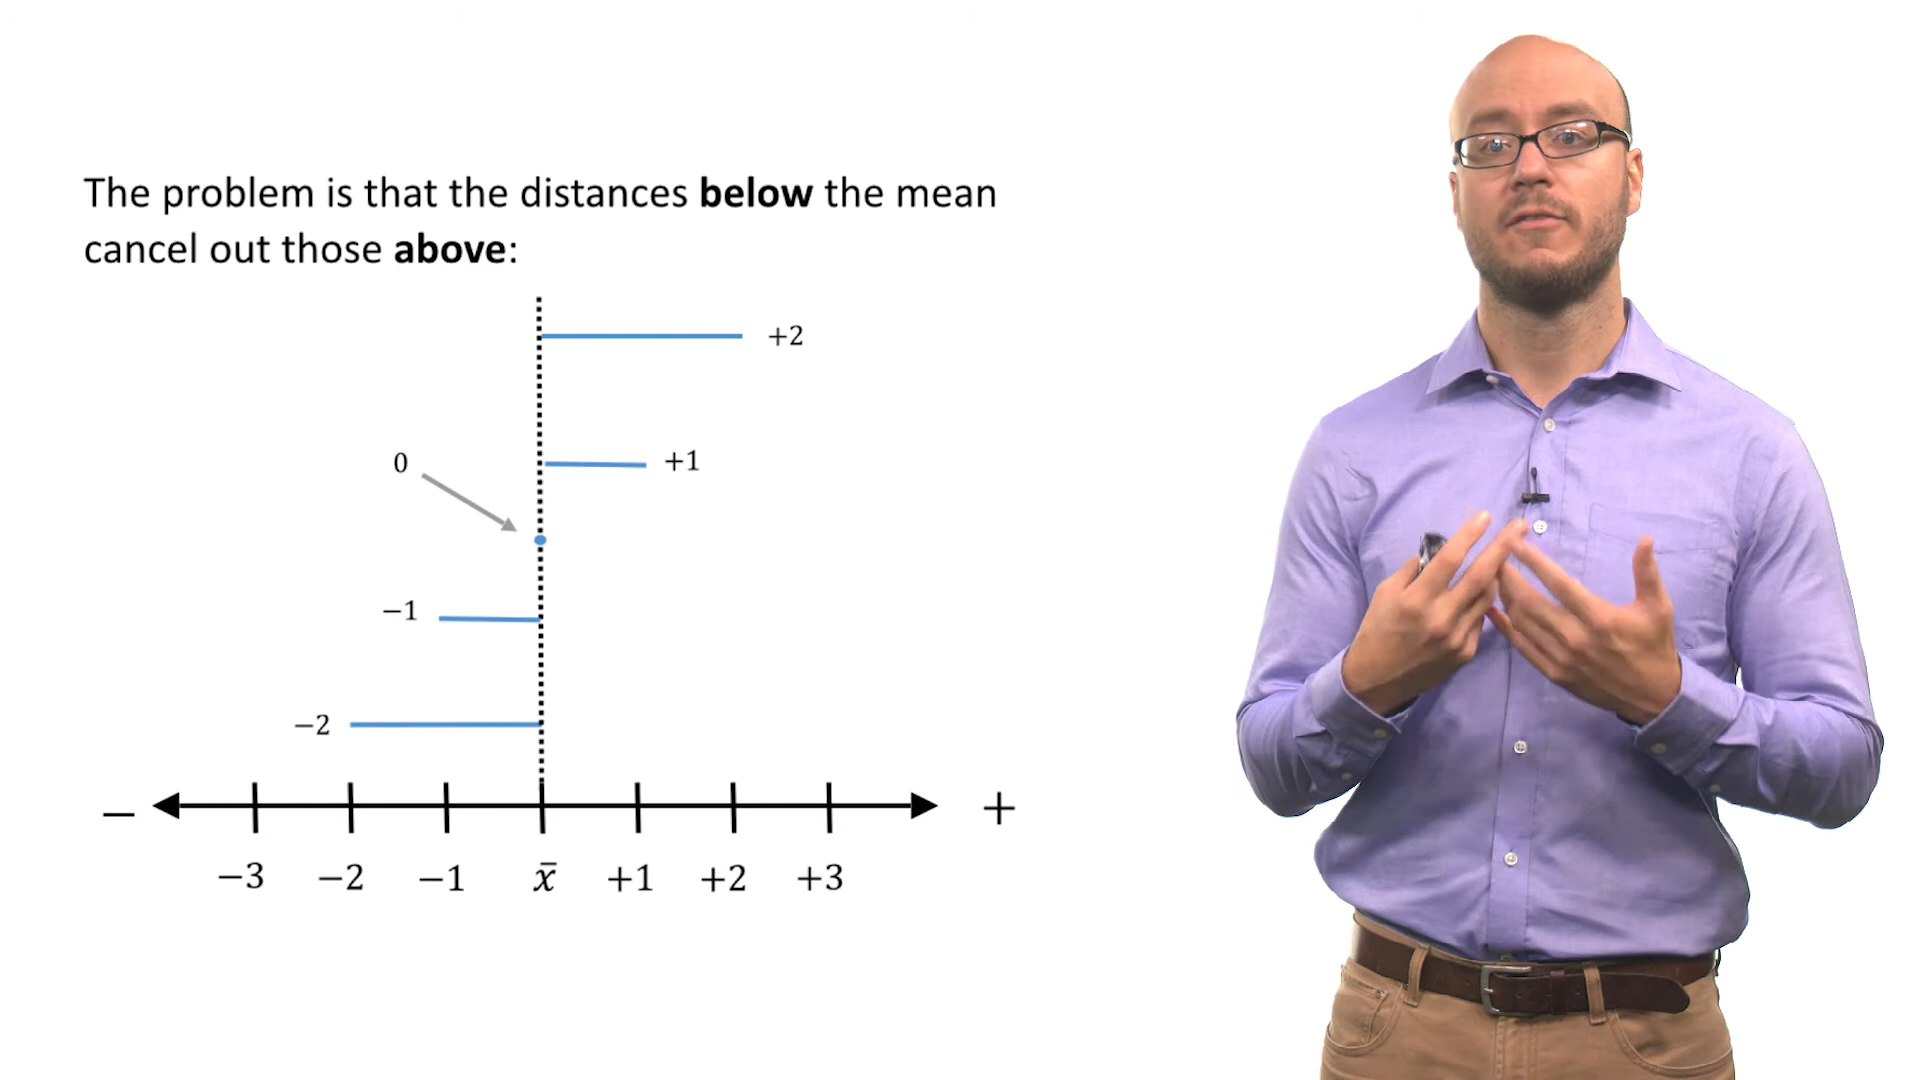 The problem is that the distances below the mean
cancel out those above:
+2
0
+1
−1
−2
− +
−3 −2 −1 x̄ +1 +2 +3